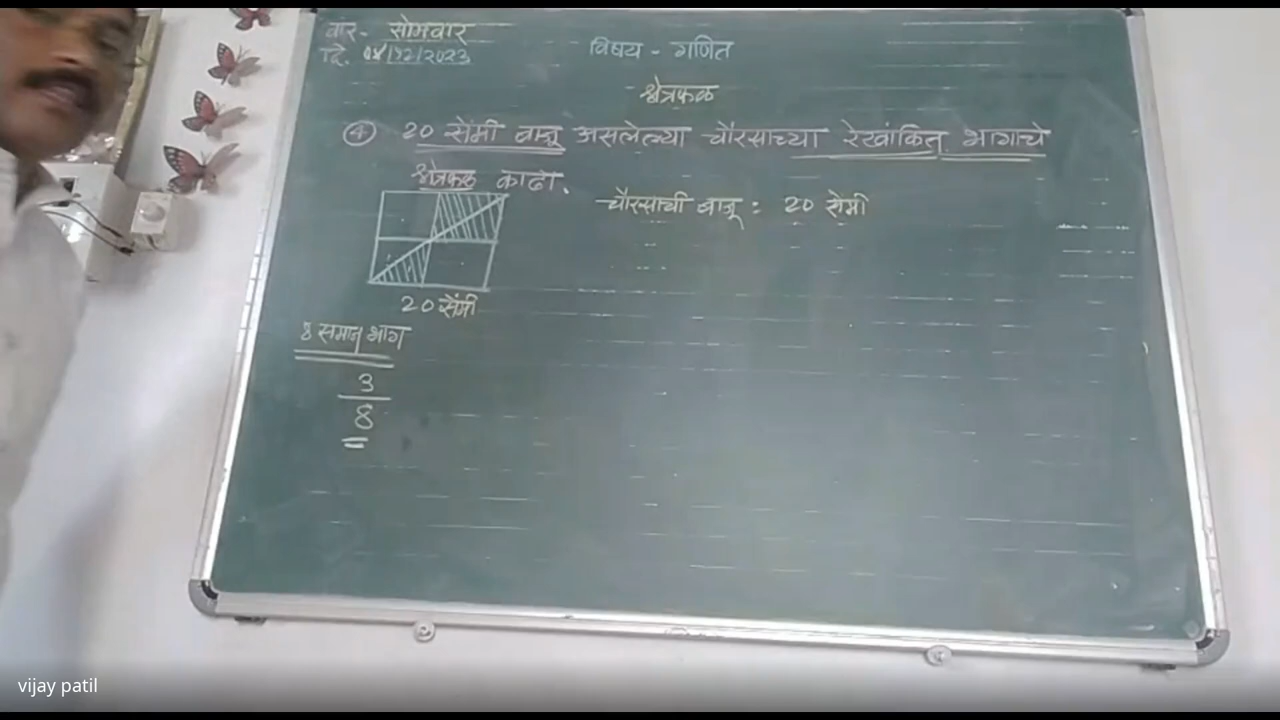 वार- सोमवार
दि. 04/12/2023
विषय - गणित
क्षेत्रफळ
④ 20 सेंमी बाजू असलेल्या चौरसाच्या रेखांकित भागाचे
क्षेत्रफळ काढा.
चौरसाची बाजू : 20 सेंमी
20 सेंमी
8 समान भाग
3
8
vijay patil